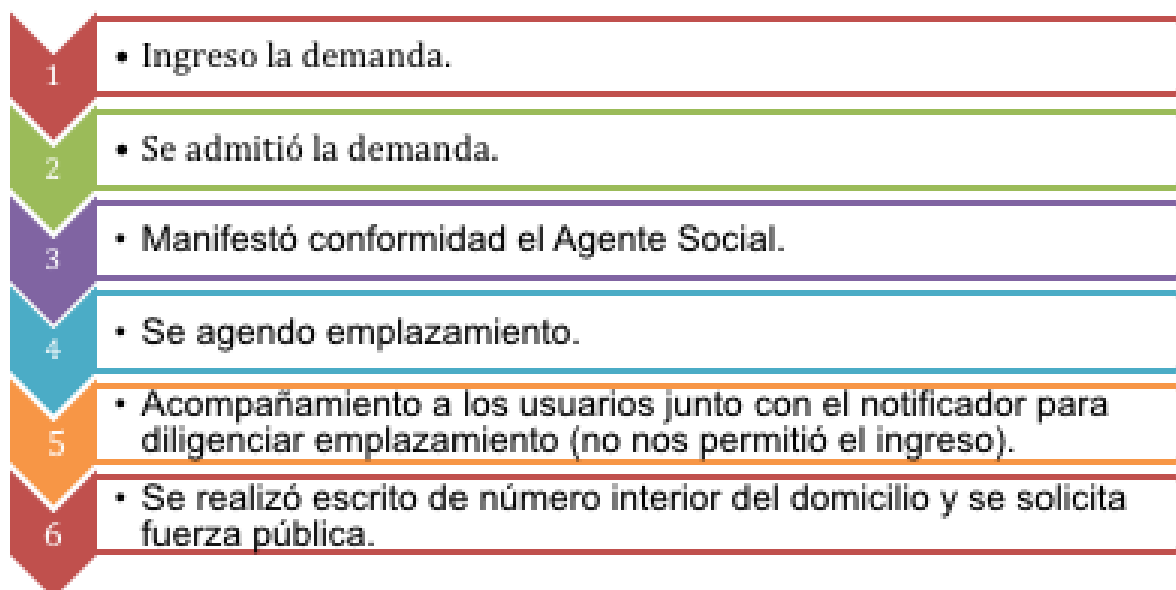 1
• Ingreso la demanda.
2
• Se admitió la demanda.
3
• Manifestó conformidad el Agente Social.
4
• Se agendo emplazamiento.
5
• Acompañamiento a los usuarios junto con el notificador para
diligenciar emplazamiento (no nos permitió el ingreso).
6
• Se realizó escrito de número interior del domicilio y se solicita
fuerza pública.